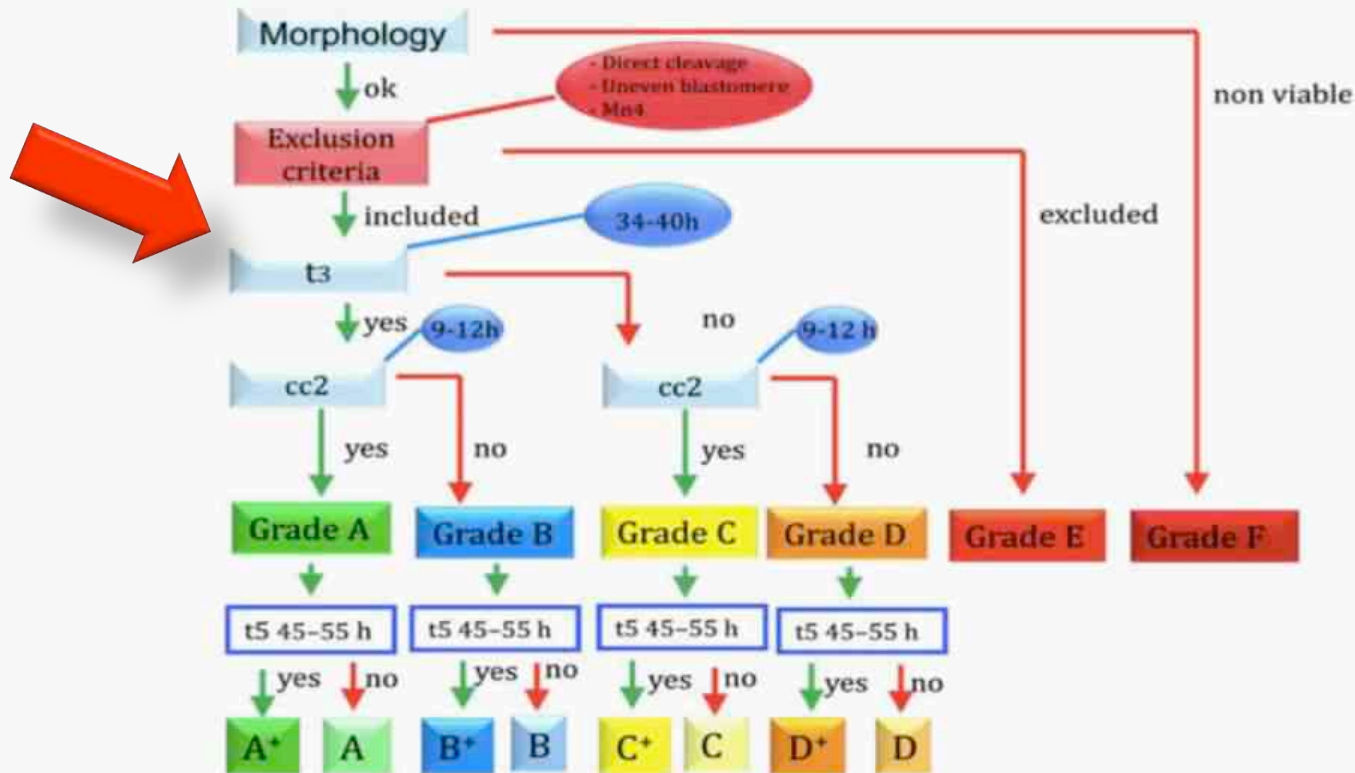 Morphology
ok
- Direct cleavage
- Uneven blastomere
- Mn4
non viable
Exclusion
criteria
included
34-40h
excluded
t3
yes
9-12h
no
9-12 h
cc2
cc2
yes
no
yes
no
Grade A
Grade B
Grade C
Grade D
Grade E
Grade F
t5 45–55 h
t5 45–55 h
t5 45–55 h
t5 45–55 h
yes
no
yes
no
yes
no
yes
no
A⁺
A
B⁺
B
C⁺
C
D⁺
D